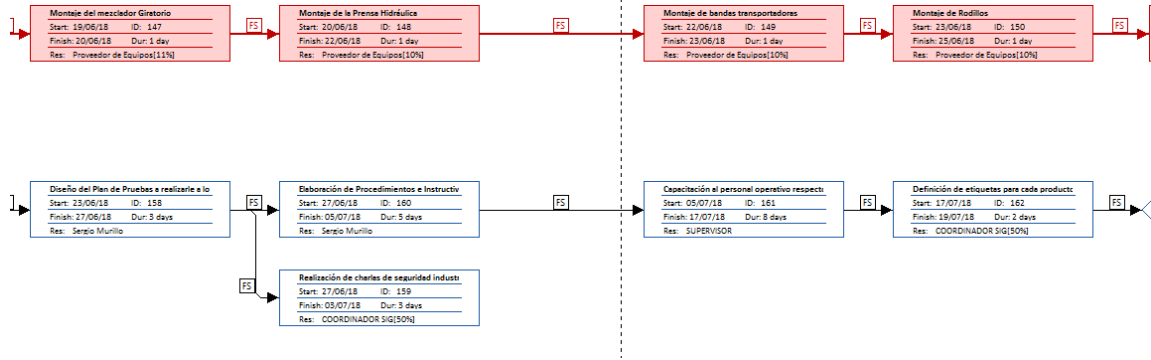 Montaje del mezclador Giratorio
Start: 19/06/18 ID: 147
Finish: 20/06/18 Dur: 1 day
Res: Proveedor de Equipos[11%]
FS
Montaje de la Prensa Hidráulica
Start: 20/06/18 ID: 148
Finish: 22/06/18 Dur: 1 day
Res: Proveedor de Equipos[10%]
FS
Montaje de bandas transportadoras
Start: 22/06/18 ID: 149
Finish: 23/06/18 Dur: 1 day
Res: Proveedor de Equipos[10%]
FS
Montaje de Rodillos
Start: 23/06/18 ID: 150
Finish: 25/06/18 Dur: 1 day
Res: Proveedor de Equipos[10%]
FS
Diseño del Plan de Pruebas a realizarle a lo
Start: 23/06/18 ID: 158
Finish: 27/06/18 Dur: 3 days
Res: Sergio Murillo
FS
Elaboración de Procedimientos e Instructiv
Start: 27/06/18 ID: 160
Finish: 05/07/18 Dur: 5 days
Res: Sergio Murillo
FS
Capacitación al personal operativo respecto
Start: 05/07/18 ID: 161
Finish: 17/07/18 Dur: 8 days
Res: SUPERVISOR
FS
Definición de etiquetas para cada producto
Start: 17/07/18 ID: 162
Finish: 19/07/18 Dur: 2 days
Res: COORDINADOR SIG[50%]
FS
FS
Realización de charlas de seguridad industr
Start: 27/06/18 ID: 159
Finish: 03/07/18 Dur: 3 days
Res: COORDINADOR SIG[50%]